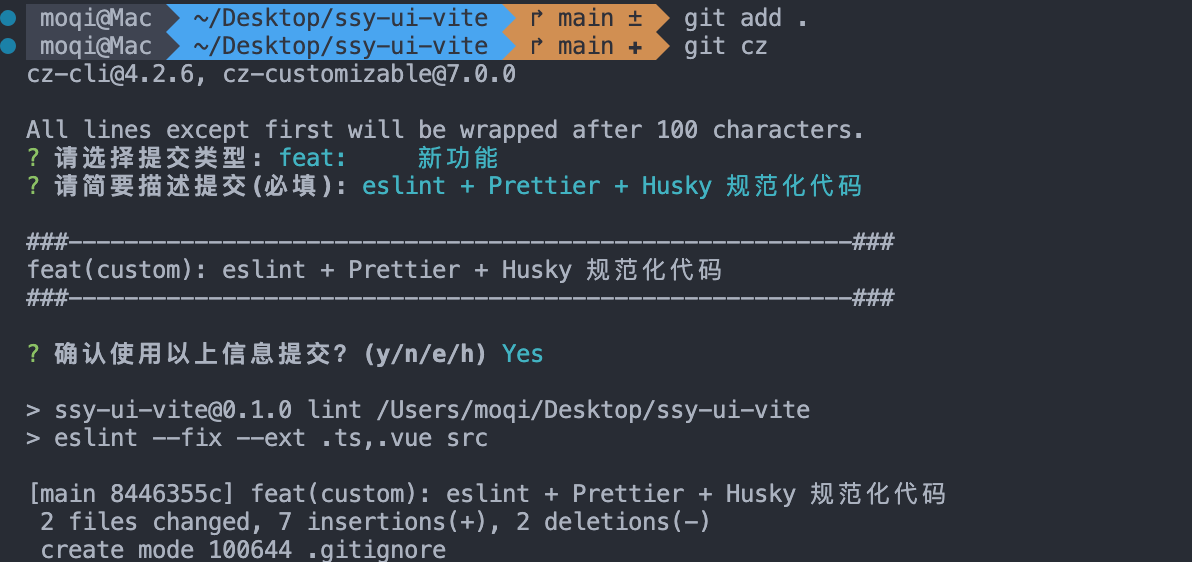 moqi@Mac ~/Desktop/ssy-ui-vite ↱ main ± git add .
moqi@Mac ~/Desktop/ssy-ui-vite ↱ main ✚ git cz
cz-cli@4.2.6, cz-customizable@7.0.0
All lines except first will be wrapped after 100 characters.
? 请选择提交类型: feat:     新功能
? 请简要描述提交(必填): eslint + Prettier + Husky 规范化代码
###--------------------------------------------------------###
feat(custom): eslint + Prettier + Husky 规范化代码
###--------------------------------------------------------###
? 确认使用以上信息提交? (y/n/e/h) Yes
> ssy-ui-vite@0.1.0 lint /Users/moqi/Desktop/ssy-ui-vite
> eslint --fix --ext .ts,.vue src
[main 8446355c] feat(custom): eslint + Prettier + Husky 规范化代码
2 files changed, 7 insertions(+), 2 deletions(-)
create mode 100644 .gitignore